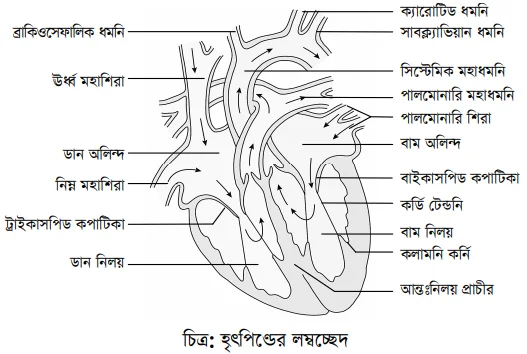 ব্রাকিওসেফালিক ধমনি
ঊর্ধ্ব মহাশিরা
ডান অলিন্দ
নিম্ন মহাশিরা
ট্রাইকাসপিড কপাটিকা
ডান নিলয়
ক্যারোটিড ধমনি
সাবক্ল্যাভিয়ান ধমনি
সিস্টেমিক মহাধমনি
পালমোনারি মহাধমনি
পালমোনারি শিরা
বাম অলিন্দ
বাইকাসপিড কপাটিকা
কর্ডি টেন্ডনি
বাম নিলয়
কলামনি কর্নি
আন্তঃনিলয় প্রাচীর
চিত্র: হৃৎপিণ্ডের লম্বচ্ছেদ